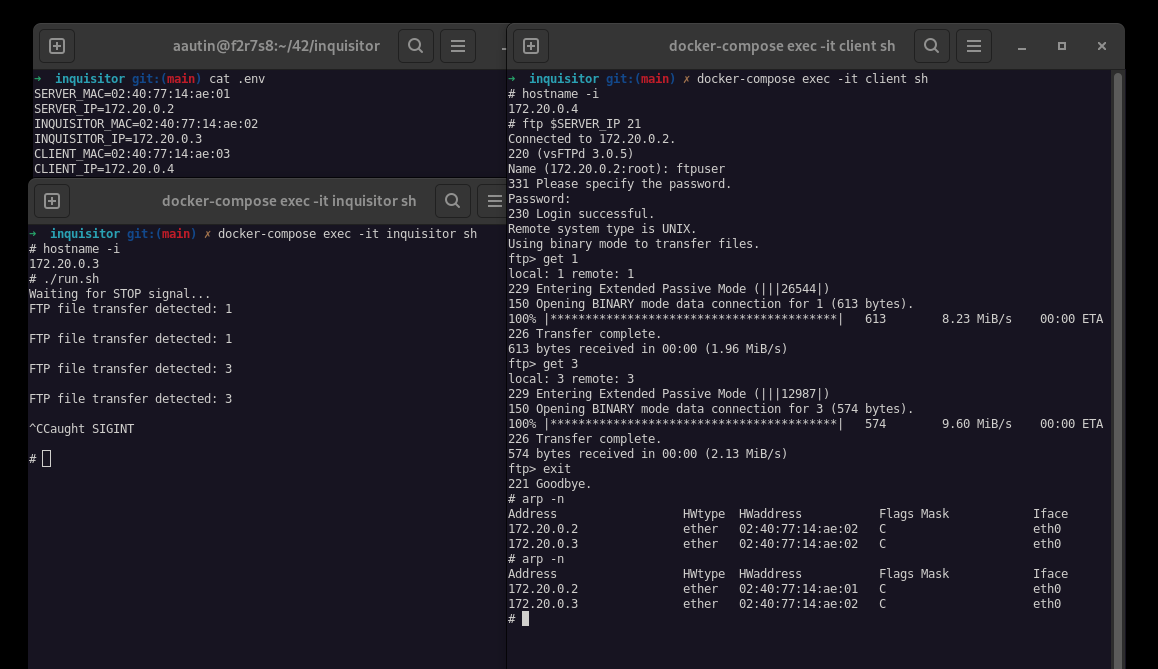 aautin@f2r7s8:~/42/inquisitor
➜  inquisitor git:(main) cat .env
SERVER_MAC=02:40:77:14:ae:01
SERVER_IP=172.20.0.2
INQUISITOR_MAC=02:40:77:14:ae:02
INQUISITOR_IP=172.20.0.3
CLIENT_MAC=02:40:77:14:ae:03
CLIENT_IP=172.20.0.4
docker-compose exec -it inquisitor sh
➜  inquisitor git:(main) ✗ docker-compose exec -it inquisitor sh
# hostname -i
172.20.0.3
# ./run.sh
Waiting for STOP signal...
FTP file transfer detected: 1
FTP file transfer detected: 1
FTP file transfer detected: 3
FTP file transfer detected: 3
^CCaught SIGINT
#
docker-compose exec -it client sh
➜  inquisitor git:(main) ✗ docker-compose exec -it client sh
# hostname -i
172.20.0.4
# ftp $SERVER_IP 21
Connected to 172.20.0.2.
220 (vsFTPd 3.0.5)
Name (172.20.0.2:root): ftpuser
331 Please specify the password.
Password:
230 Login successful.
Remote system type is UNIX.
Using binary mode to transfer files.
ftp> get 1
local: 1 remote: 1
229 Entering Extended Passive Mode (|||26544|)
150 Opening BINARY mode data connection for 1 (613 bytes).
100% |*****************************************|   613        8.23 MiB/s    00:00 ETA
226 Transfer complete.
613 bytes received in 00:00 (1.96 MiB/s)
ftp> get 3
local: 3 remote: 3
229 Entering Extended Passive Mode (|||12987|)
150 Opening BINARY mode data connection for 3 (574 bytes).
100% |*****************************************|   574        9.60 MiB/s    00:00 ETA
226 Transfer complete.
574 bytes received in 00:00 (2.13 MiB/s)
ftp> exit
221 Goodbye.
# arp -n
Address                  HWtype  HWaddress           Flags Mask            Iface
172.20.0.2               ether   02:40:77:14:ae:02   C                     eth0
172.20.0.3               ether   02:40:77:14:ae:02   C                     eth0
# arp -n
Address                  HWtype  HWaddress           Flags Mask            Iface
172.20.0.2               ether   02:40:77:14:ae:01   C                     eth0
172.20.0.3               ether   02:40:77:14:ae:02   C                     eth0
#